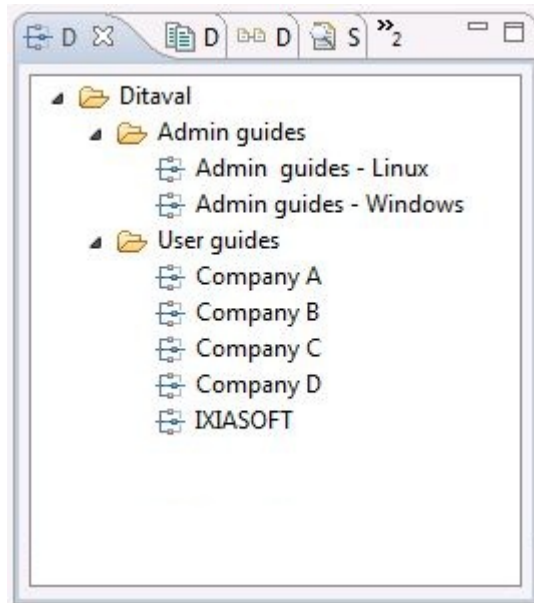 D D D S »2
Ditaval
Admin guides
Admin  guides - Linux
Admin guides - Windows
User guides
Company A
Company B
Company C
Company D
IXIASOFT